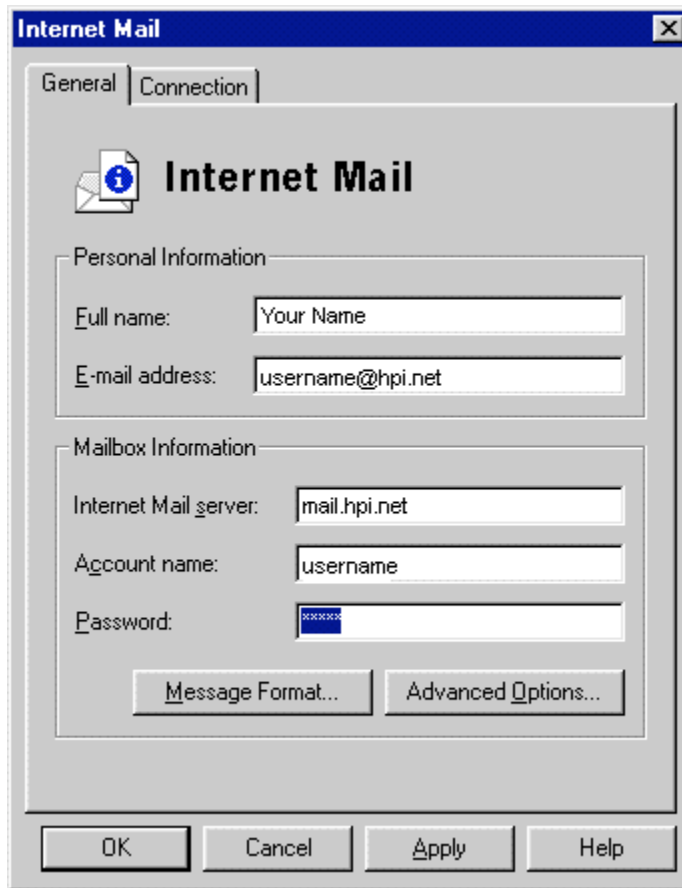 Internet Mail
General Connection
Internet Mail
Personal Information
Full name: Your Name
E-mail address: username@hpi.net
Mailbox Information
Internet Mail server: mail.hpi.net
Account name: username
Password: *****
Message Format... Advanced Options...
OK Cancel Apply Help